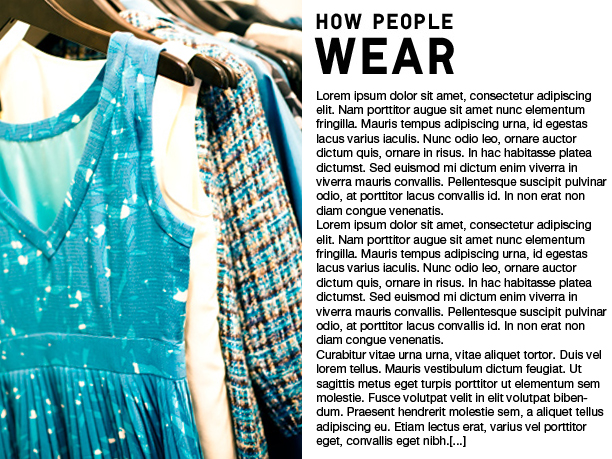 HOW PEOPLE
WEAR
Lorem ipsum dolor sit amet, consectetur adipiscing
elit. Nam porttitor augue sit amet nunc elementum
fringilla. Mauris tempus adipiscing urna, id egestas
lacus varius iaculis. Nunc odio leo, ornare auctor
dictum quis, ornare in risus. In hac habitasse platea
dictumst. Sed euismod mi dictum enim viverra in
viverra mauris convallis. Pellentesque suscipit pulvinar
odio, at porttitor lacus convallis id. In non erat non
diam congue venenatis.
Lorem ipsum dolor sit amet, consectetur adipiscing
elit. Nam porttitor augue sit amet nunc elementum
fringilla. Mauris tempus adipiscing urna, id egestas
lacus varius iaculis. Nunc odio leo, ornare auctor
dictum quis, ornare in risus. In hac habitasse platea
dictumst. Sed euismod mi dictum enim viverra in
viverra mauris convallis. Pellentesque suscipit pulvinar
odio, at porttitor lacus convallis id. In non erat non
diam congue venenatis.
Curabitur vitae urna urna, vitae aliquet tortor. Duis vel
lorem tellus. Mauris vestibulum dictum feugiat. Ut
sagittis metus eget turpis porttitor ut elementum sem
molestie. Fusce volutpat velit in elit volutpat biben-
dum. Praesent hendrerit molestie sem, a aliquet tellus
adipiscing eu. Etiam lectus erat, varius vel porttitor
eget, convallis eget nibh.[...]